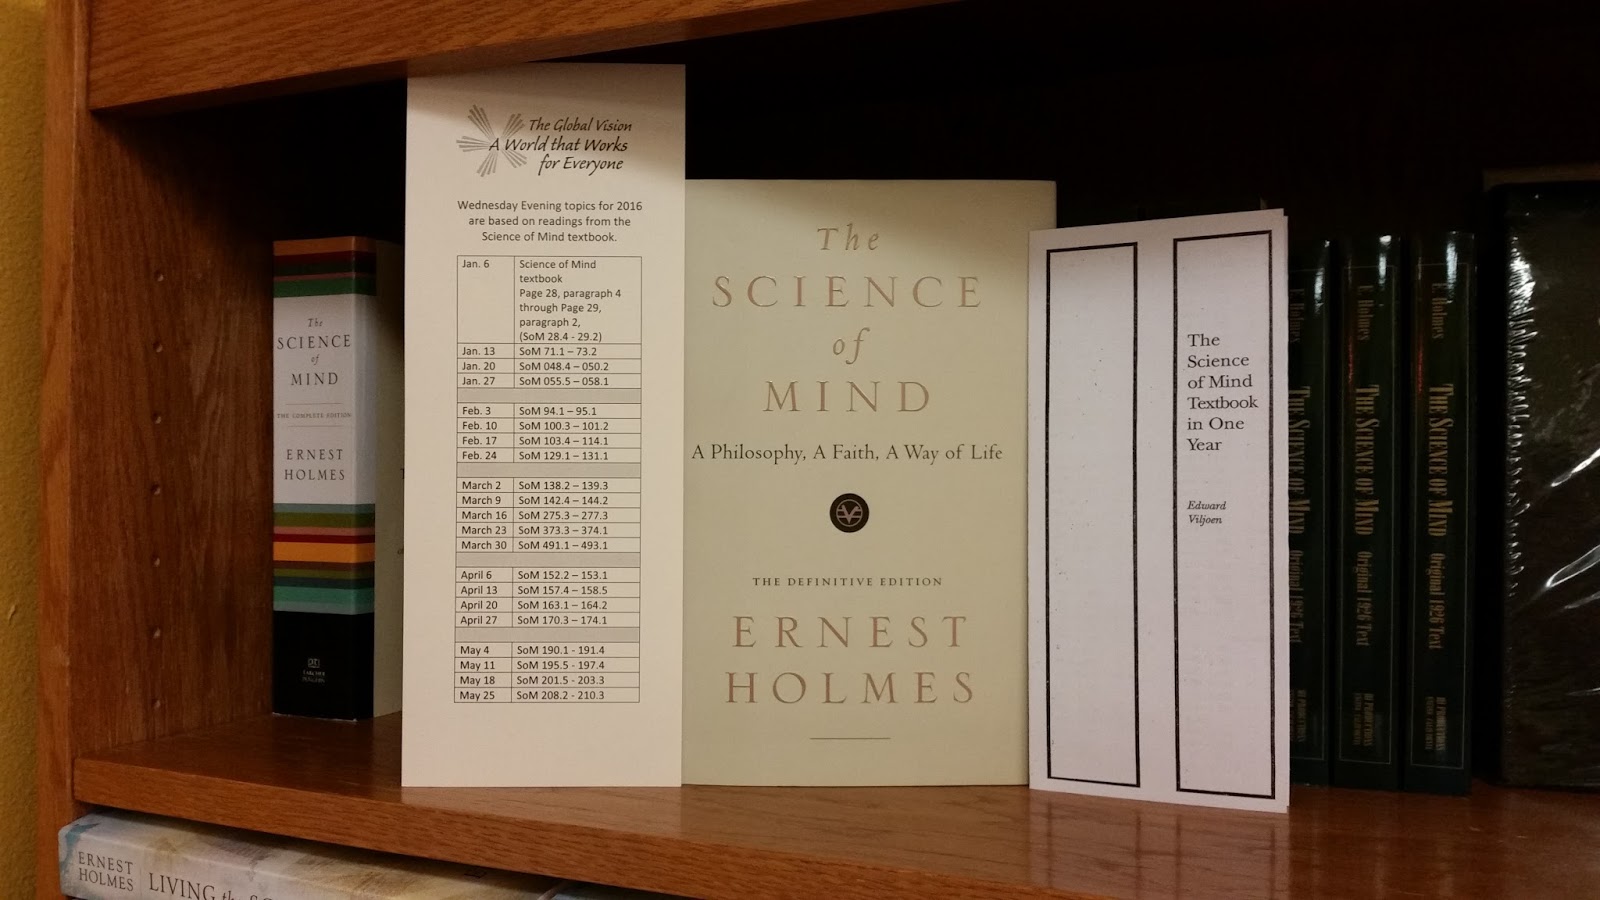 The
SCIENCE
of
MIND
THE COMPLETE EDITION
ERNEST
HOLMES
The Global Vision
A World that Works
for Everyone
Wednesday Evening topics for 2016
are based on readings from the
Science of Mind textbook.
Jan. 6 Science of Mind
textbook
Page 28, paragraph 4
through Page 29,
paragraph 2,
(SoM 28.4 - 29.2)
Jan. 13 SoM 71.1 – 73.2
Jan. 20 SoM 048.4 – 050.2
Jan. 27 SoM 055.5 – 058.1
Feb. 3 SoM 94.1 – 95.1
Feb. 10 SoM 100.3 – 101.2
Feb. 17 SoM 103.4 – 114.1
Feb. 24 SoM 129.1 – 131.1
March 2 SoM 138.2 – 139.3
March 9 SoM 142.4 – 144.2
March 16 SoM 275.3 – 277.3
March 23 SoM 373.3 – 374.1
March 30 SoM 491.1 – 493.1
April 6 SoM 152.2 – 153.1
April 13 SoM 157.4 – 158.5
April 20 SoM 163.1 – 164.2
April 27 SoM 170.3 – 174.1
May 4 SoM 190.1 - 191.4
May 11 SoM 195.5 - 197.4
May 18 SoM 201.5 - 203.3
May 25 SoM 208.2 - 210.3
The
SCIENCE
of
MIND
A Philosophy, A Faith, A Way of Life
THE DEFINITIVE EDITION
ERNEST
HOLMES
The
Science
of Mind
Textbook
in One
Year
Edward
Viljoen
E. Holmes THE SCIENCE OF MIND Original 1926 Text
E. Holmes THE SCIENCE OF MIND Original 1926 Text
E. Holmes THE SCIENCE OF MIND Original 1926 Text
ERNEST
HOLMES
LIVING the